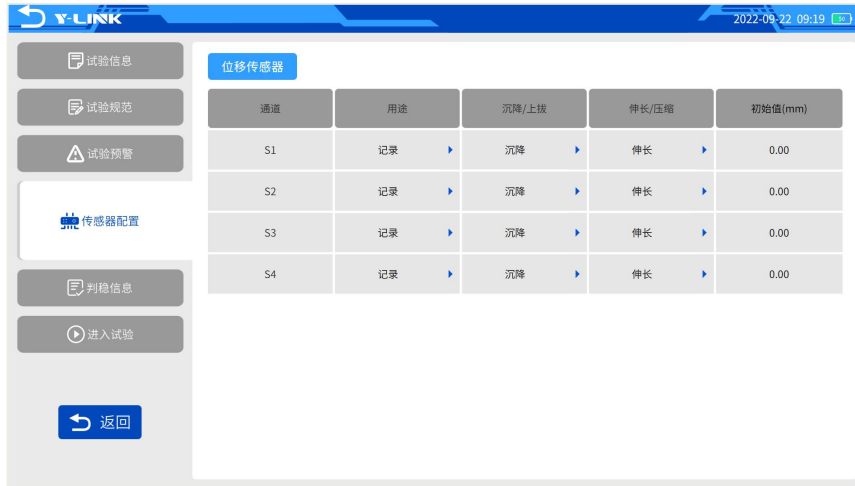 Y-LINK
2022-09-22 09:19
试验信息
试验规范
试验预警
传感器配置
判稳信息
进入试验
返回
位移传感器
通道 用途 沉降/上拔 伸长/压缩 初始值(mm)
S1 记录 沉降 伸长 0.00
S2 记录 沉降 伸长 0.00
S3 记录 沉降 伸长 0.00
S4 记录 沉降 伸长 0.00